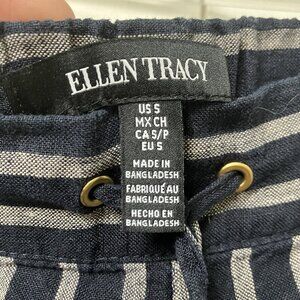 ELLEN TRACY
US S
MX CH
CA S/P
EU S
MADE IN
BANGLADESH
FABRIQUÉ AU
BANGLADESH
HECHO EN
BANGLADESH